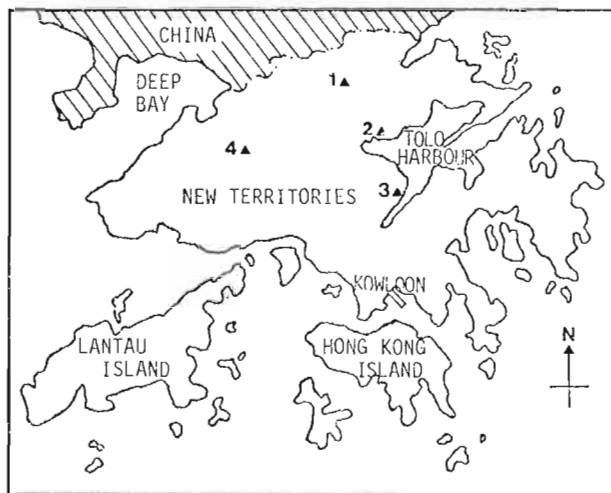 CHINA
DEEP
BAY
1
2
TOLO
HARBOUR
4
3
NEW TERRITORIES
KOWLOON
LANTAU
ISLAND
HONG KONG
ISLAND
N